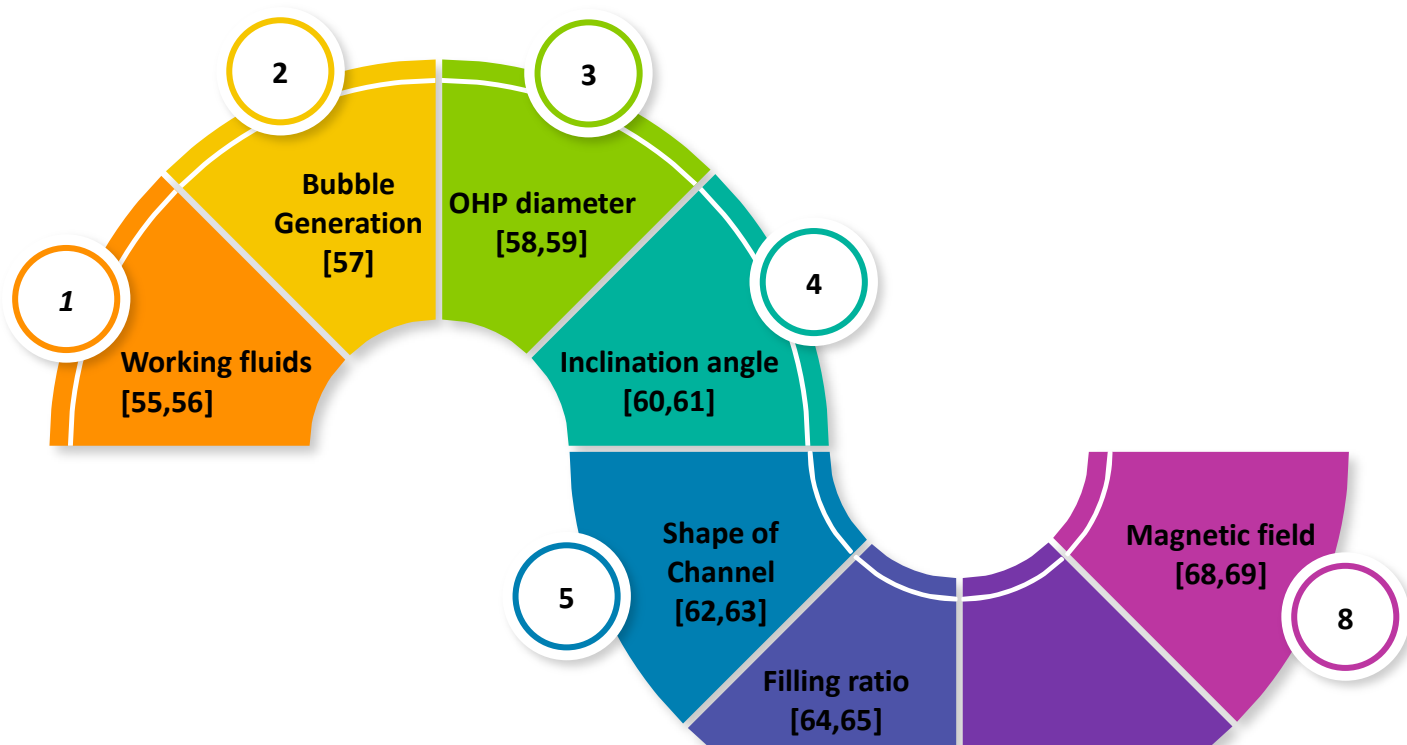 1
Working fluids
[55,56]
2
Bubble
Generation
[57]
3
OHP diameter
[58,59]
4
Inclination angle
[60,61]
5
Shape of
Channel
[62,63]
Filling ratio
[64,65]
Magnetic field
[68,69]
8